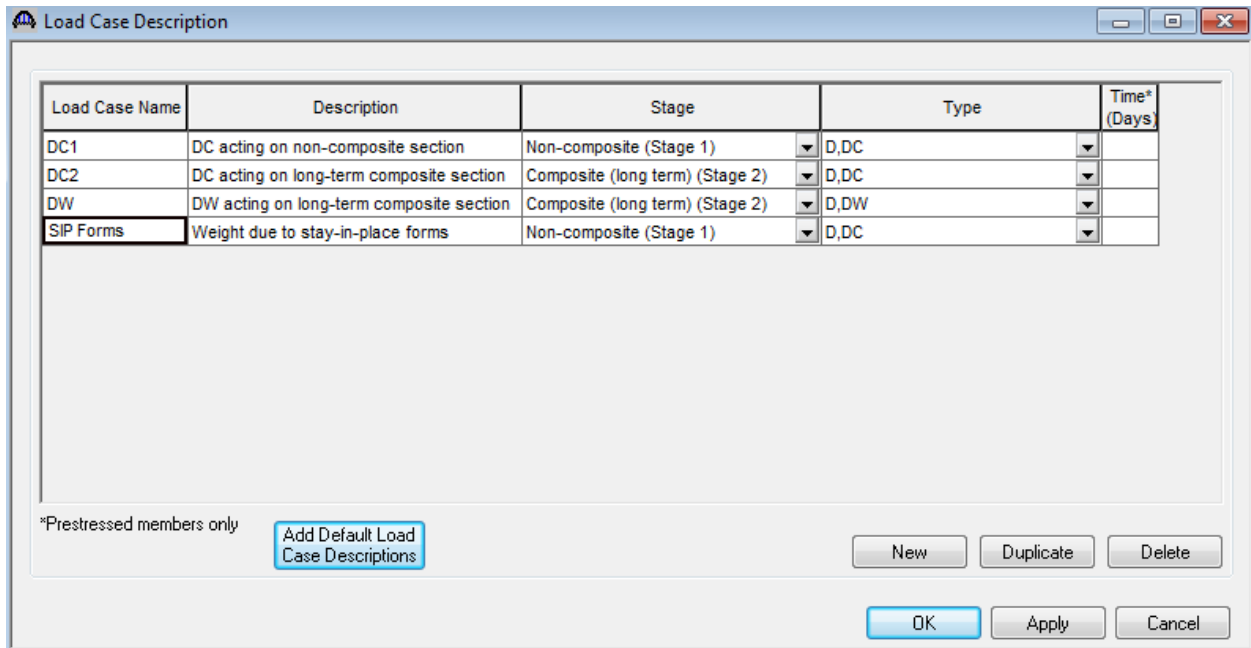 Load Case Description
Load Case Name Description Stage Type Time* (Days)
DC1 DC acting on non-composite section Non-composite (Stage 1) D,DC
DC2 DC acting on long-term composite section Composite (long term) (Stage 2) D,DC
DW DW acting on long-term composite section Composite (long term) (Stage 2) D,DW
SIP Forms Weight due to stay-in-place forms Non-composite (Stage 1) D,DC
*Prestressed members only
Add Default Load
Case Descriptions
New Duplicate Delete
OK Apply Cancel